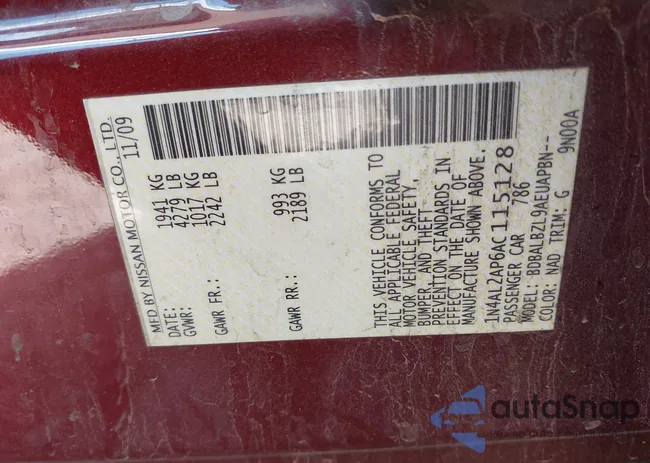 MFD BY NISSAN MOTOR CO., LTD.
DATE: 11/09
GVWR: 1941 KG
4279 LB
GAWR FR.: 1017 KG
2242 LB
GAWR RR.: 993 KG
2189 LB
THIS VEHICLE CONFORMS TO
ALL APPLICABLE FEDERAL
MOTOR VEHICLE SAFETY,
BUMPER, AND THEFT
PREVENTION STANDARDS IN
EFFECT ON THE DATE OF
MANUFACTURE SHOWN ABOVE.
1N4AL2AP6AC115128
PASSENGER CAR 786
MODEL: BDBALBZL9AEUAPBN--
COLOR: NAD TRIM: G 9N00A
autaSnap